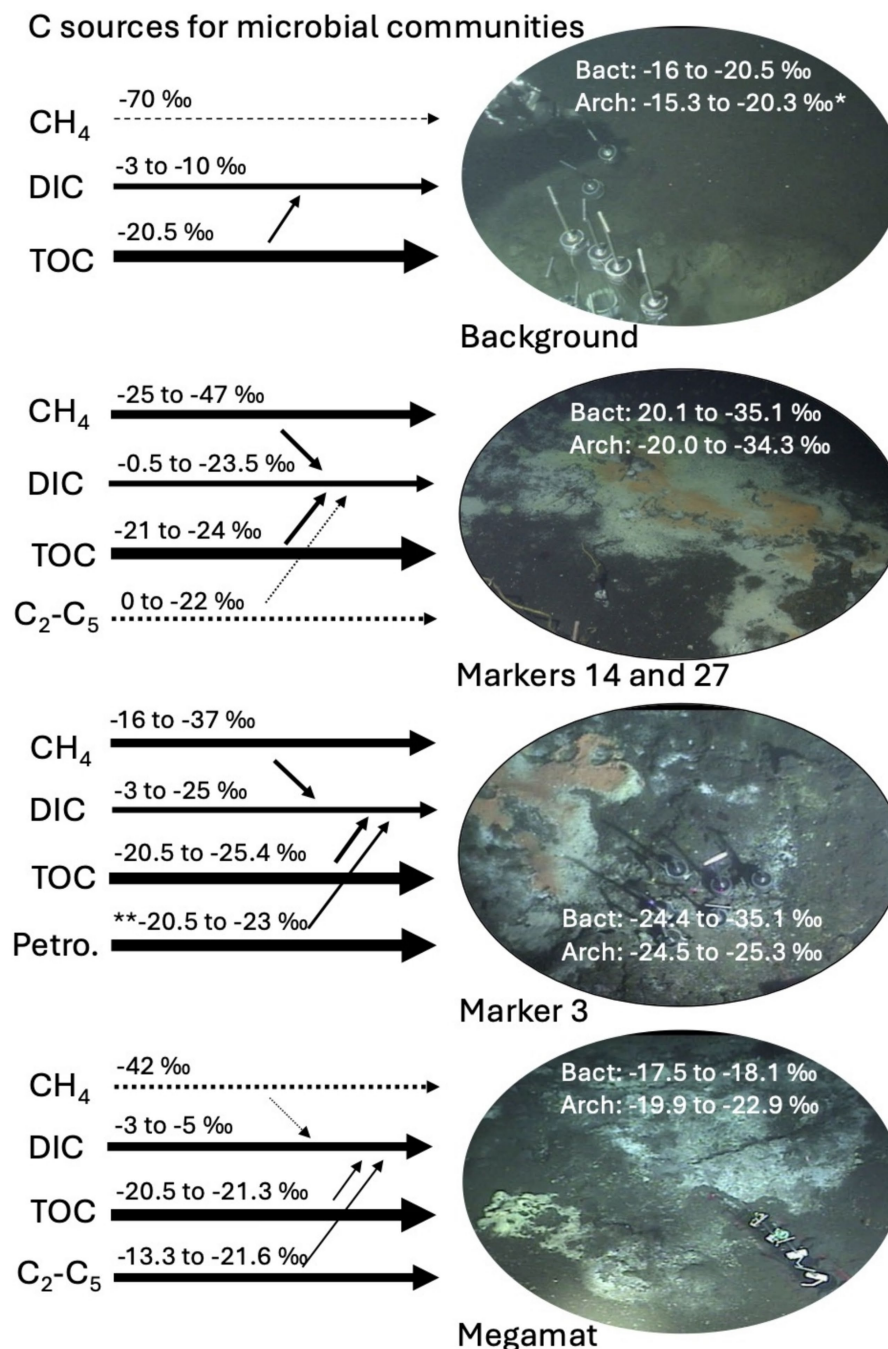 C sources for microbial communities
CH₄ -70 ‰
DIC -3 to -10 ‰
TOC -20.5 ‰
Bact: -16 to -20.5 ‰
Arch: -15.3 to -20.3 ‰*
Background
CH₄ -25 to -47 ‰
DIC -0.5 to -23.5 ‰
TOC -21 to -24 ‰
C₂-C₅ 0 to -22 ‰
Bact: 20.1 to -35.1 ‰
Arch: -20.0 to -34.3 ‰
Markers 14 and 27
CH₄ -16 to -37 ‰
DIC -3 to -25 ‰
TOC -20.5 to -25.4 ‰
Petro. **-20.5 to -23 ‰
Bact: -24.4 to -35.1 ‰
Arch: -24.5 to -25.3 ‰
Marker 3
CH₄ -42 ‰
DIC -3 to -5 ‰
TOC -20.5 to -21.3 ‰
C₂-C₅ -13.3 to -21.6 ‰
Bact: -17.5 to -18.1 ‰
Arch: -19.9 to -22.9 ‰
Megamat